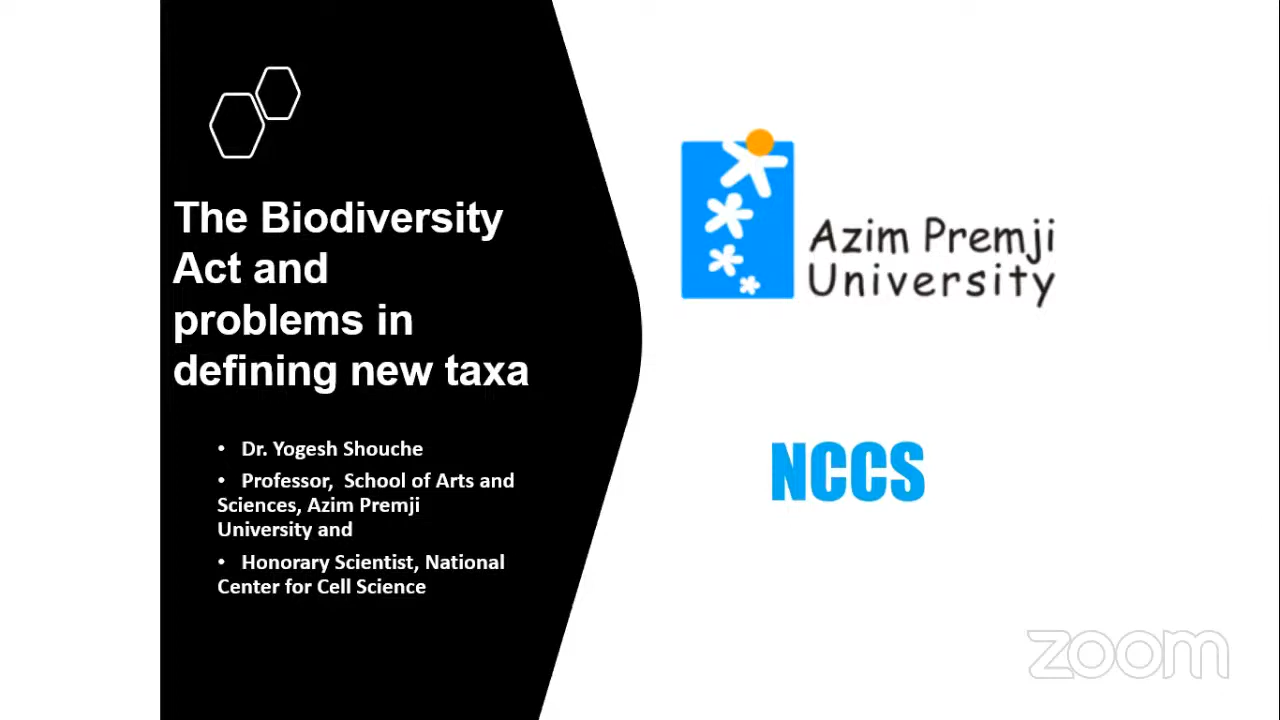 The Biodiversity
Act and
problems in
defining new taxa
• Dr. Yogesh Shouche
• Professor, School of Arts and
Sciences, Azim Premji
University and
• Honorary Scientist, National
Center for Cell Science
Azim Premji
University
NCCS
zoom